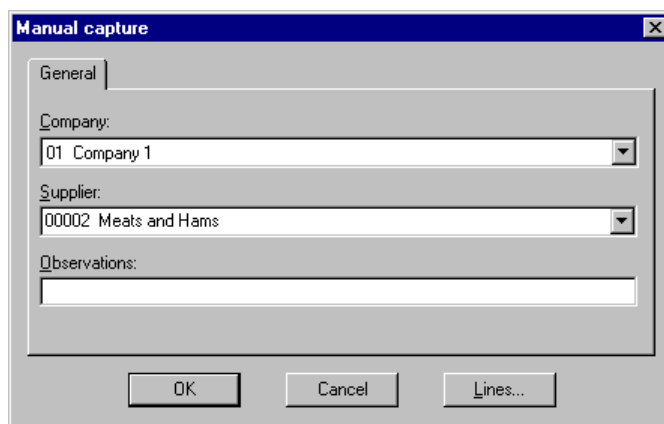 Manual capture
General
Company:
01 Company 1
Supplier:
00002 Meats and Hams
Observations:
OK Cancel Lines...